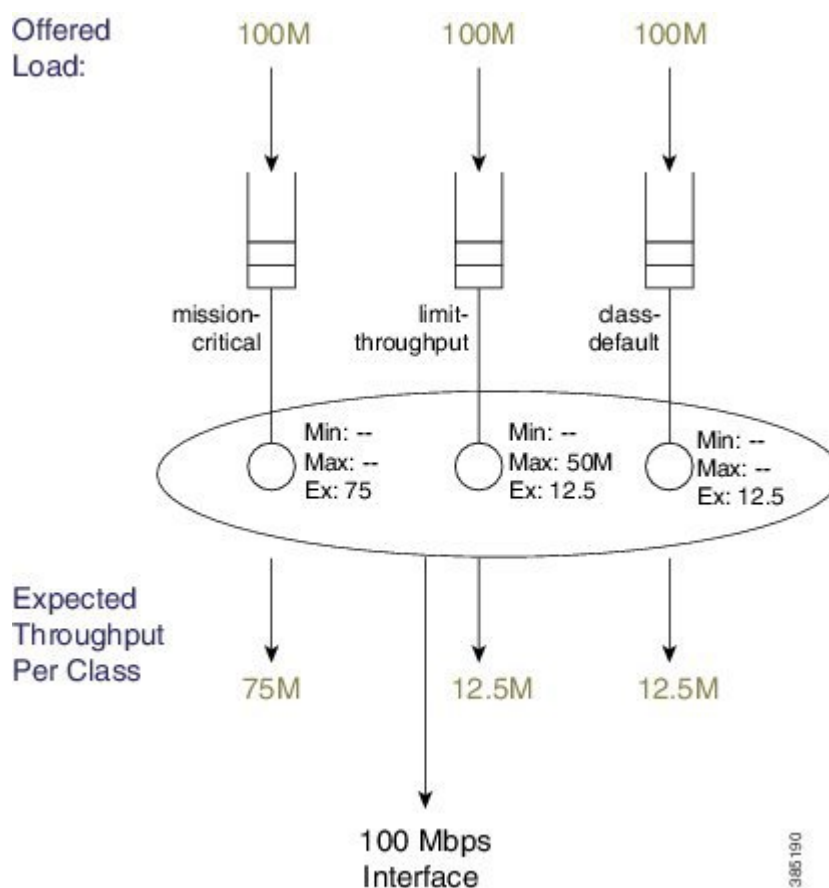 Offered
Load:
100M
100M
100M
mission-
critical
limit-
throughput
class-
default
Min: --
Max: --
Ex: 75
Min: --
Max: 50M
Ex: 12.5
Min: --
Max: --
Ex: 12.5
Expected
Throughput
Per Class
75M
12.5M
12.5M
100 Mbps
Interface
385190